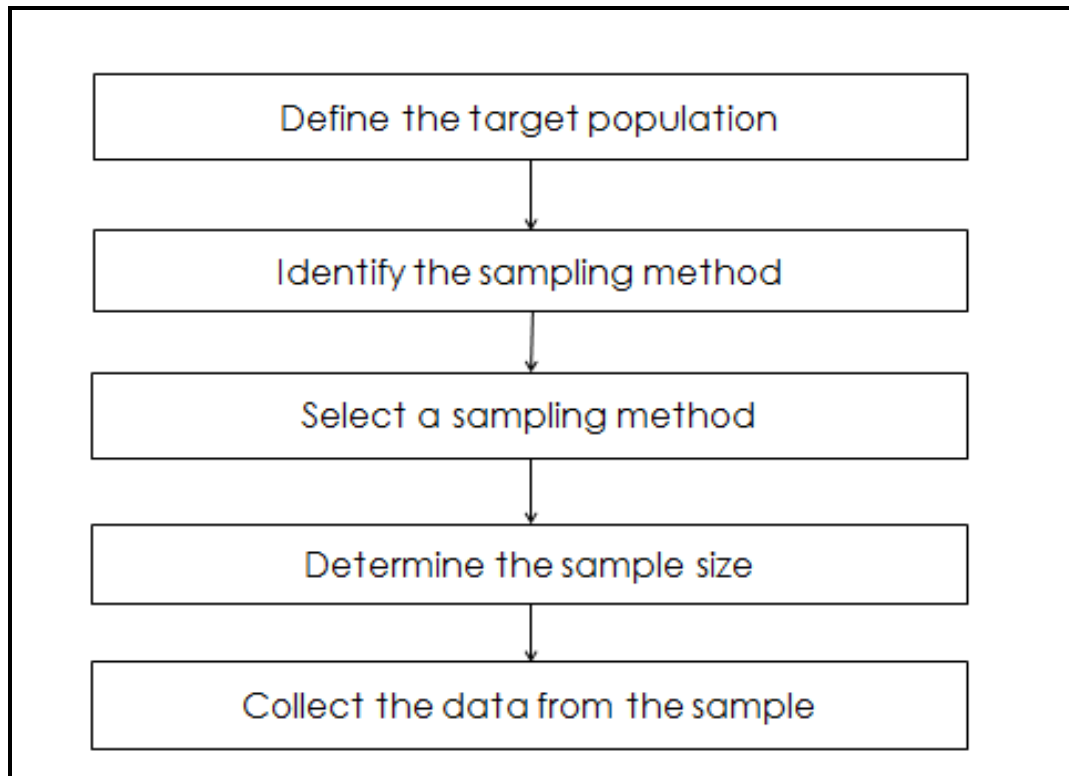 Define the target population
Identify the sampling method
Select a sampling method
Determine the sample size
Collect the data from the sample